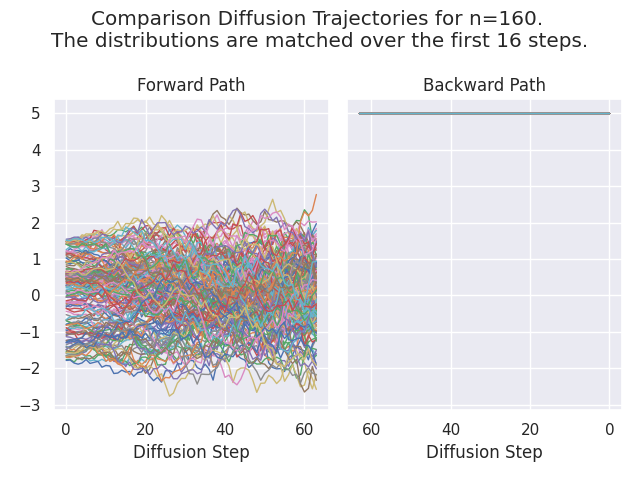 Comparison Diffusion Trajectories for n=160.
The distributions are matched over the first 16 steps.
Forward Path
Backward Path
5
4
3
2
1
0
−1
−2
−3
0 20 40 60
60 40 20 0
Diffusion Step
Diffusion Step